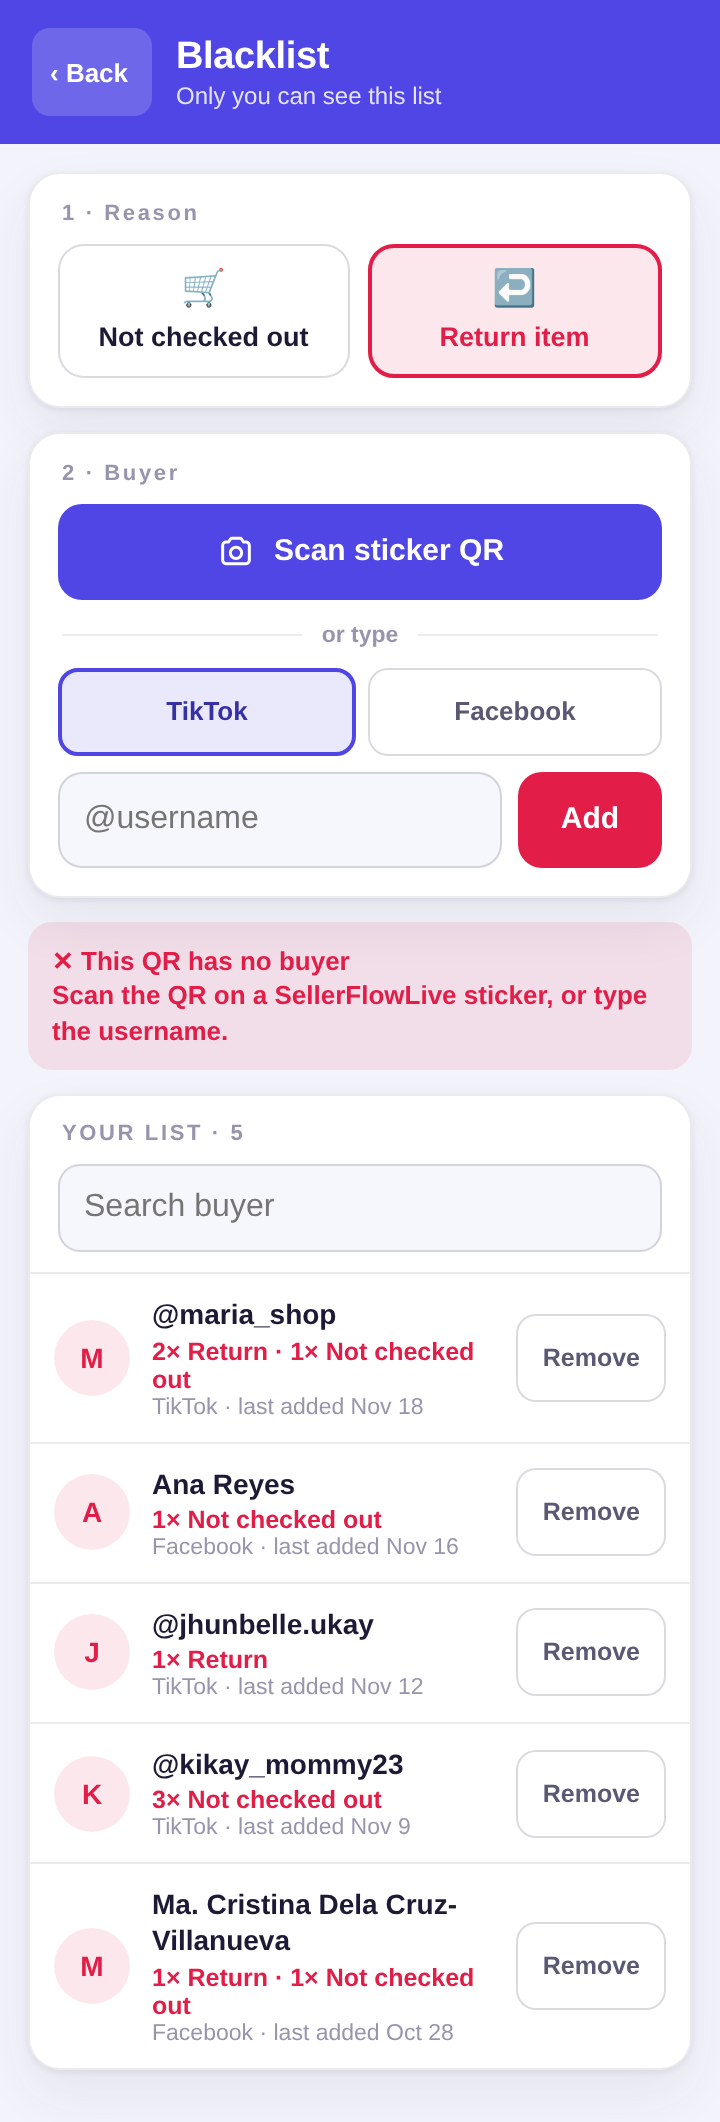 ‹ Back
Blacklist
Only you can see this list
1 · Reason
Not checked out
Return item
2 · Buyer
Scan sticker QR
or type
TikTok
Facebook
@username
Add
✕ This QR has no buyer
Scan the QR on a SellerFlowLive sticker, or type
the username.
YOUR LIST · 5
Search buyer
M
@maria_shop
2× Return · 1× Not checked
out
TikTok · last added Nov 18
Remove
A
Ana Reyes
1× Not checked out
Facebook · last added Nov 16
Remove
J
@jhunbelle.ukay
1× Return
TikTok · last added Nov 12
Remove
K
@kikay_mommy23
3× Not checked out
TikTok · last added Nov 9
Remove
M
Ma. Cristina Dela Cruz-
Villanueva
1× Return · 1× Not checked
out
Facebook · last added Oct 28
Remove